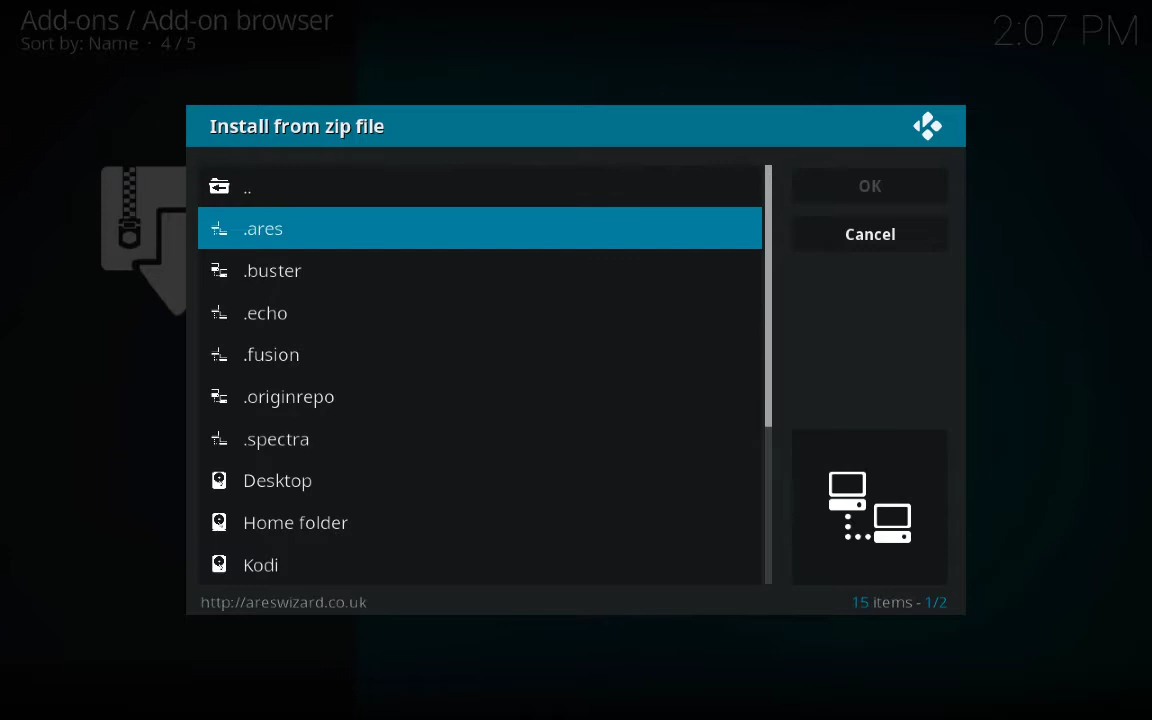 Add-ons / Add-on browser
Sort by: Name · 4 / 5
2:07 PM
Install from zip file
..
.ares
.buster
.echo
.fusion
.originrepo
.spectra
Desktop
Home folder
Kodi
OK
Cancel
http://areswizard.co.uk
15 items - 1/2